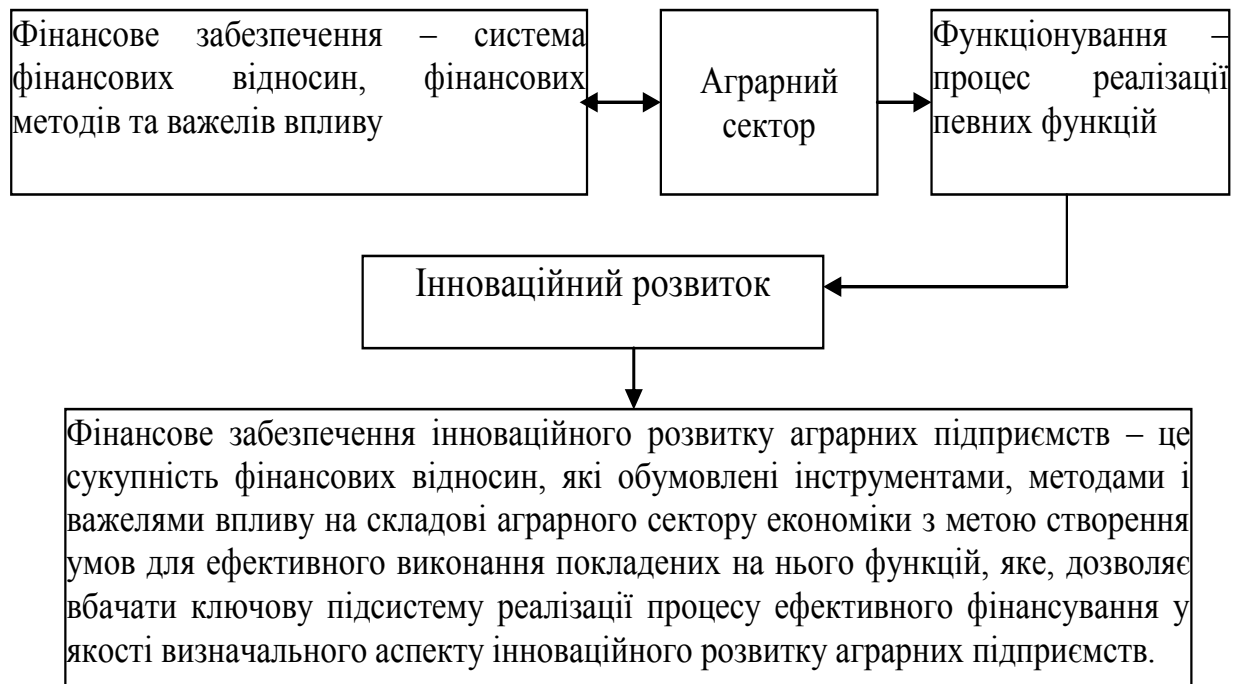 Фінансове забезпечення – система
фінансових відносин, фінансових
методів та важелів впливу
Аграрний
сектор
Функціонування –
процес реалізації
певних функцій
Інноваційний розвиток
Фінансове забезпечення інноваційного розвитку аграрних підприємств – це
сукупність фінансових відносин, які обумовлені інструментами, методами і
важелями впливу на складові аграрного сектору економіки з метою створення
умов для ефективного виконання покладених на нього функцій, яке, дозволяє
вбачати ключову підсистему реалізації процесу ефективного фінансування у
якості визначального аспекту інноваційного розвитку аграрних підприємств.